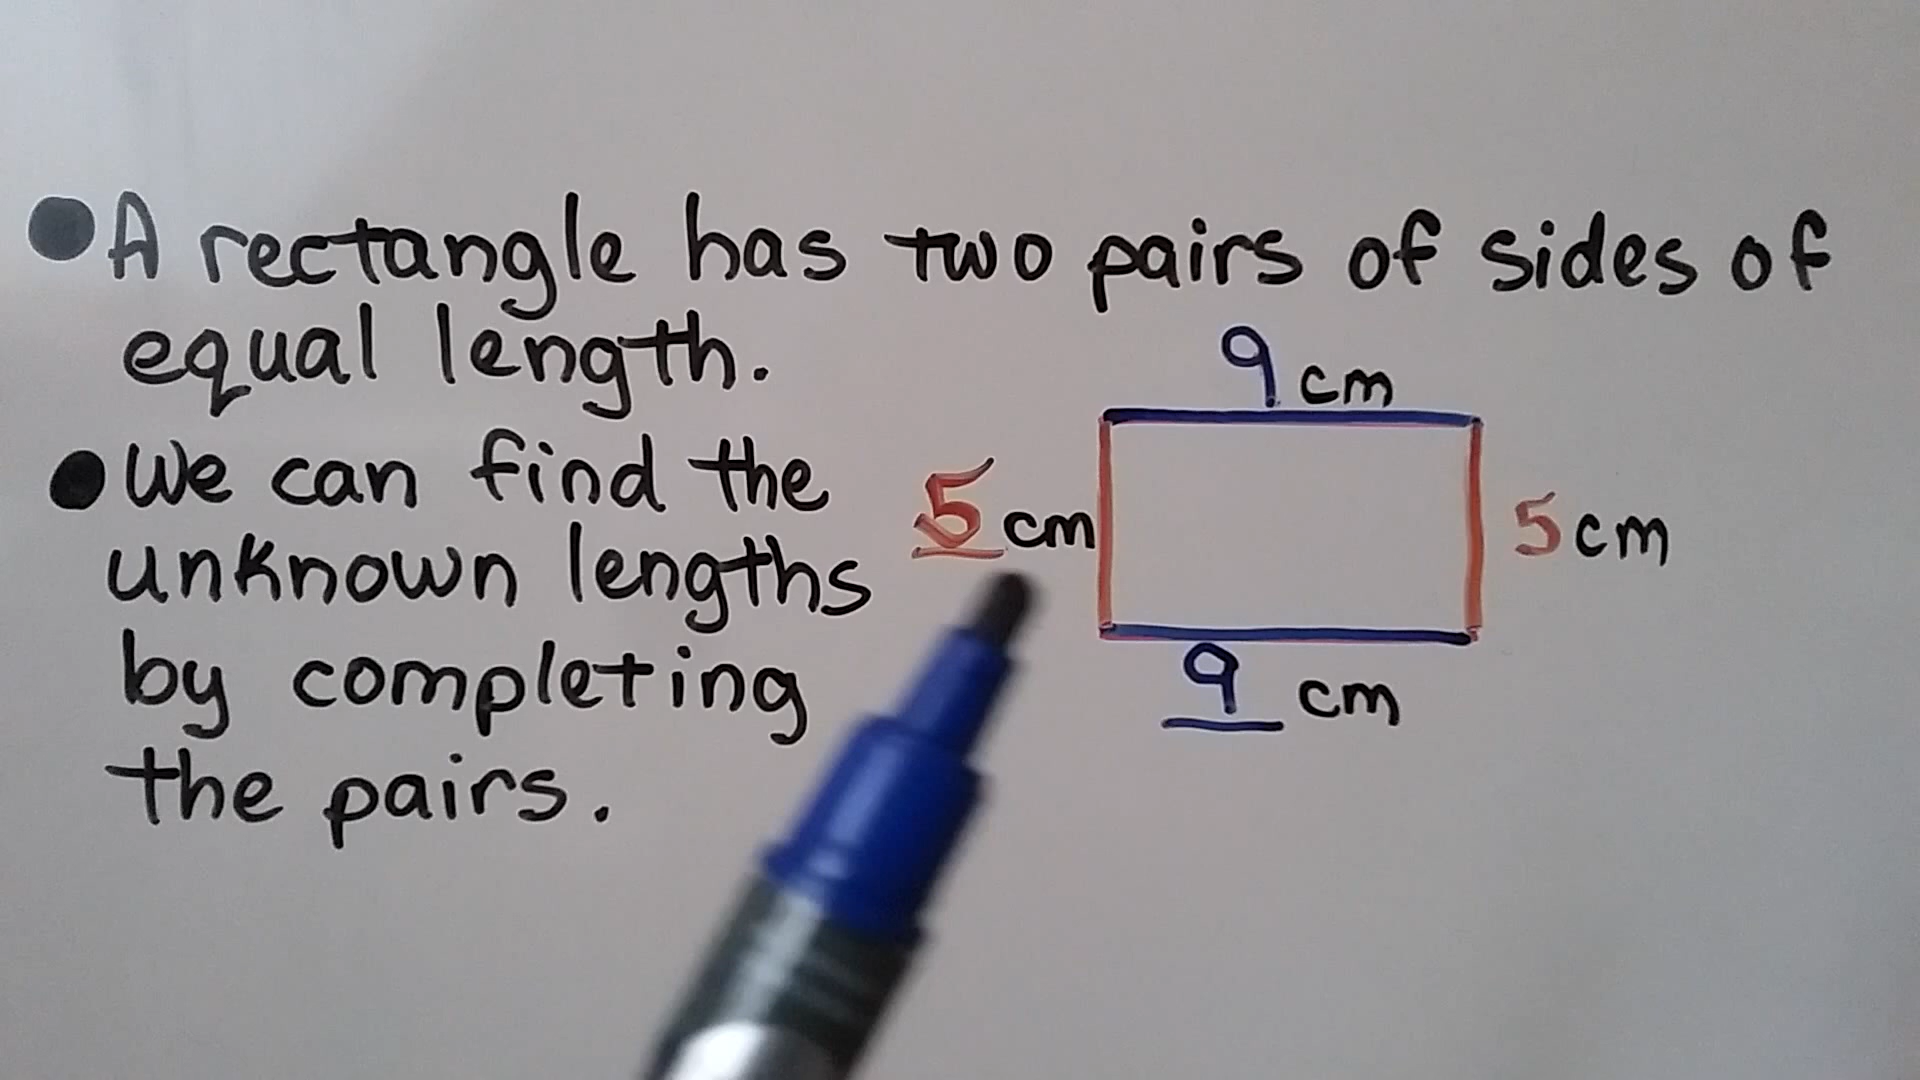 A rectangle has two pairs of sides of
equal length.
9 cm
We can find the
5 cm
5 cm
unknown lengths
by completing
9 cm
the pairs.